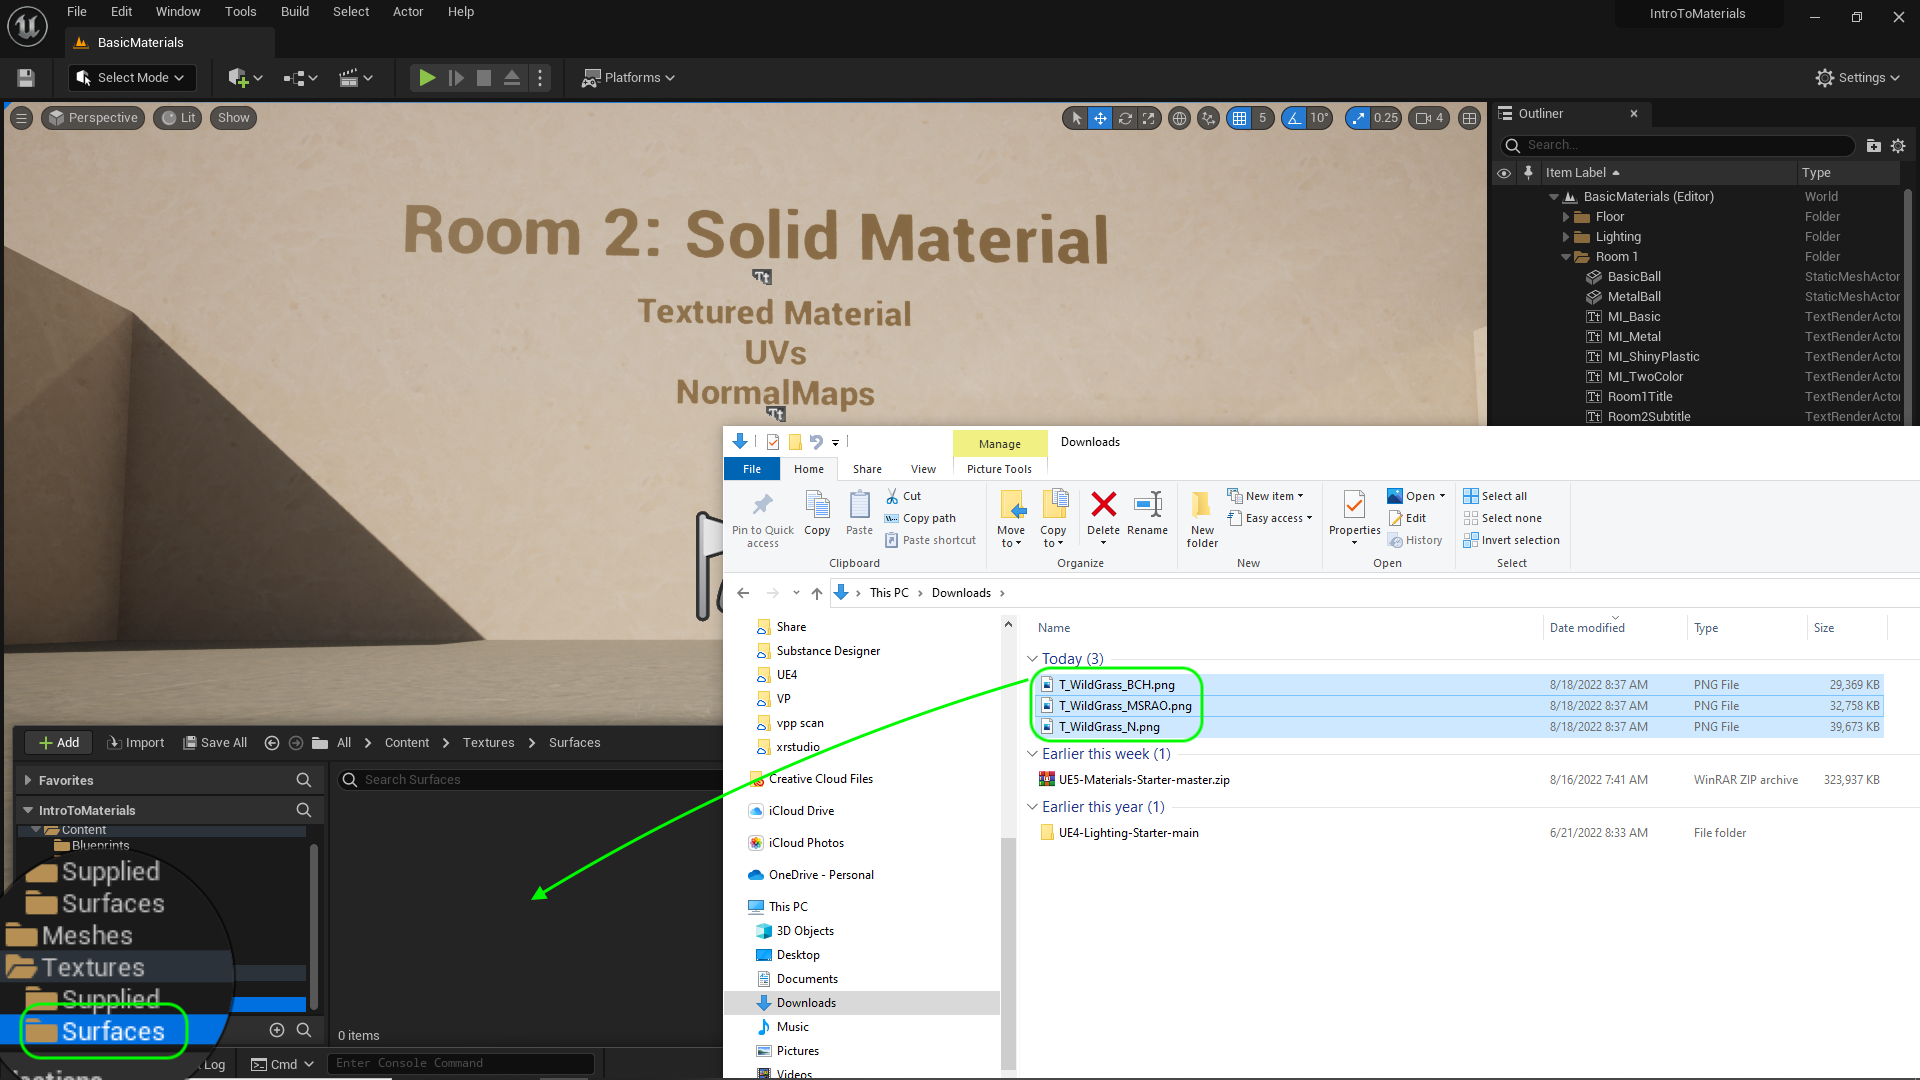 File Edit Window Tools Build Select Actor Help
IntroToMaterials
BasicMaterials
Select Mode
Platforms
Settings
Perspective Lit Show
5 10° 0.25 4
Outliner
Search...
Item Label Type
BasicMaterials (Editor) World
Floor Folder
Lighting Folder
Room 1 Folder
BasicBall StaticMeshActor
MetalBall StaticMeshActor
MI_Basic TextRenderActo
MI_Metal TextRenderActo
MI_ShinyPlastic TextRenderActo
MI_TwoColor TextRenderActo
Room1Title TextRenderActo
Room2Subtitle TextRenderActo
Room 2: Solid Material
Tt
Textured Material
UVs
NormalMaps
Tt
Manage Downloads
File Home Share View Picture Tools
Pin to Quick access
Copy
Paste
Cut
Copy path
Paste shortcut
Clipboard
Move to
Copy to
Delete
Rename
Organize
New folder
New item
Easy access
New
Properties
Open
Edit
History
Open
Select all
Select none
Invert selection
Select
This PC Downloads
Share
Substance Designer
UE4
VP
vpp scan
xrstudio
Creative Cloud Files
iCloud Drive
iCloud Photos
OneDrive - Personal
This PC
3D Objects
Desktop
Documents
Downloads
Music
Pictures
Videos
Name Date modified Type Size
Today (3)
T_WildGrass_BCH.png 8/18/2022 8:37 AM PNG File 29,369 KB
T_WildGrass_MSRAO.png 8/18/2022 8:37 AM PNG File 32,758 KB
T_WildGrass_N.png 8/18/2022 8:37 AM PNG File 39,673 KB
Earlier this week (1)
UE5-Materials-Starter-master.zip 8/16/2022 7:41 AM WinRAR ZIP archive 323,937 KB
Earlier this year (1)
UE4-Lighting-Starter-main 6/21/2022 8:33 AM File folder
Add Import Save All All Content Textures Surfaces
Favorites
Search Surfaces
IntroToMaterials
Content
Blueprints
Supplied
Surfaces
Meshes
Textures
Supplied
Surfaces
0 items
Log Cmd Enter Console Command